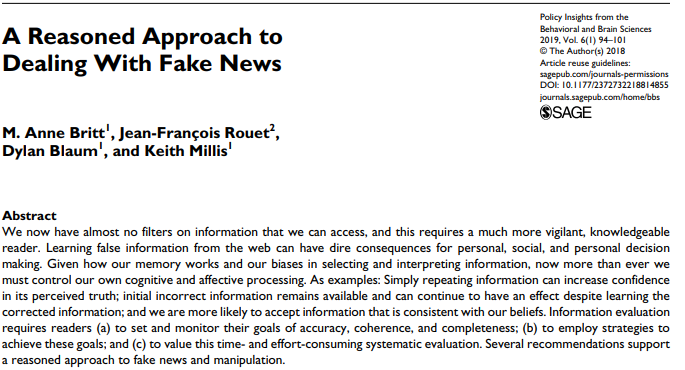 A Reasoned Approach to
Dealing With Fake News
Policy Insights from the
Behavioral and Brain Sciences
2019, Vol. 6(1) 94–101
© The Author(s) 2018
Article reuse guidelines:
sagepub.com/journals-permissions
DOI: 10.1177/2372732218814855
journals.sagepub.com/home/bbs
SAGE
M. Anne Britt1, Jean-François Rouet2,
Dylan Blaum1, and Keith Millis1
Abstract
We now have almost no filters on information that we can access, and this requires a much more vigilant, knowledgeable
reader. Learning false information from the web can have dire consequences for personal, social, and personal decision
making. Given how our memory works and our biases in selecting and interpreting information, now more than ever we
must control our own cognitive and affective processing. As examples: Simply repeating information can increase confidence
in its perceived truth; initial incorrect information remains available and can continue to have an effect despite learning the
corrected information; and we are more likely to accept information that is consistent with our beliefs. Information evaluation
requires readers (a) to set and monitor their goals of accuracy, coherence, and completeness; (b) to employ strategies to
achieve these goals; and (c) to value this time- and effort-consuming systematic evaluation. Several recommendations support
a reasoned approach to fake news and manipulation.